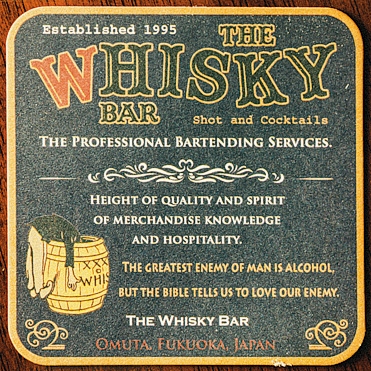 Established 1995
THE
WHISKY
BAR
Shot and Cocktails
THE PROFESSIONAL BARTENDING SERVICES.
HEIGHT OF QUALITY AND SPIRIT
OF MERCHANDISE KNOWLEDGE
AND HOSPITALITY.
THE GREATEST ENEMY OF MAN IS ALCOHOL,
BUT THE BIBLE TELLS US TO LOVE OUR ENEMY.
XXX
WHIS
THE WHISKY BAR
OMUTA, FUKUOKA, JAPAN